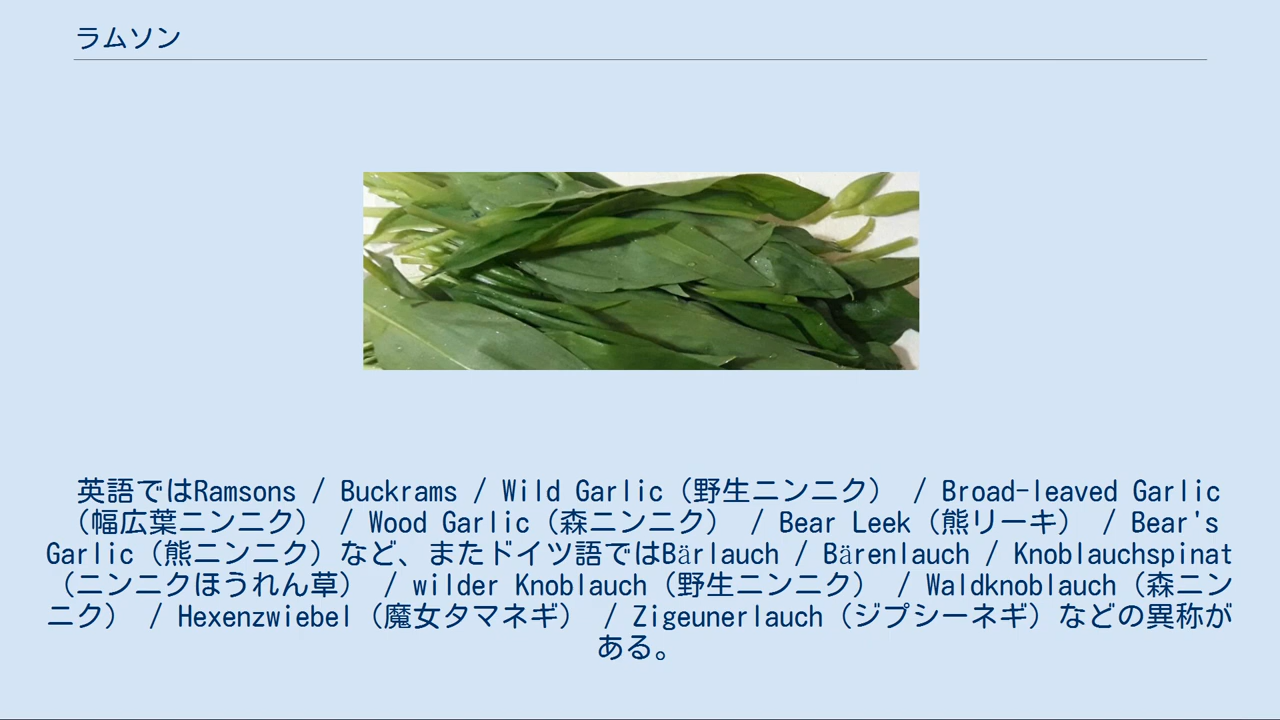 ラムソン
英語ではRamsons / Buckrams / Wild Garlic（野生ニンニク） / Broad-leaved Garlic
（幅広葉ニンニク） / Wood Garlic（森ニンニク） / Bear Leek（熊リーキ） / Bear's
Garlic（熊ニンニク）など、またドイツ語ではBärlauch / Bärenlauch / Knoblauchspinat
（ニンニクほうれん草） / wilder Knoblauch（野生ニンニク） / Waldknoblauch（森ニン
ニク） / Hexenzwiebel（魔女タマネギ） / Zigeunerlauch（ジプシーネギ）などの異称が
ある。